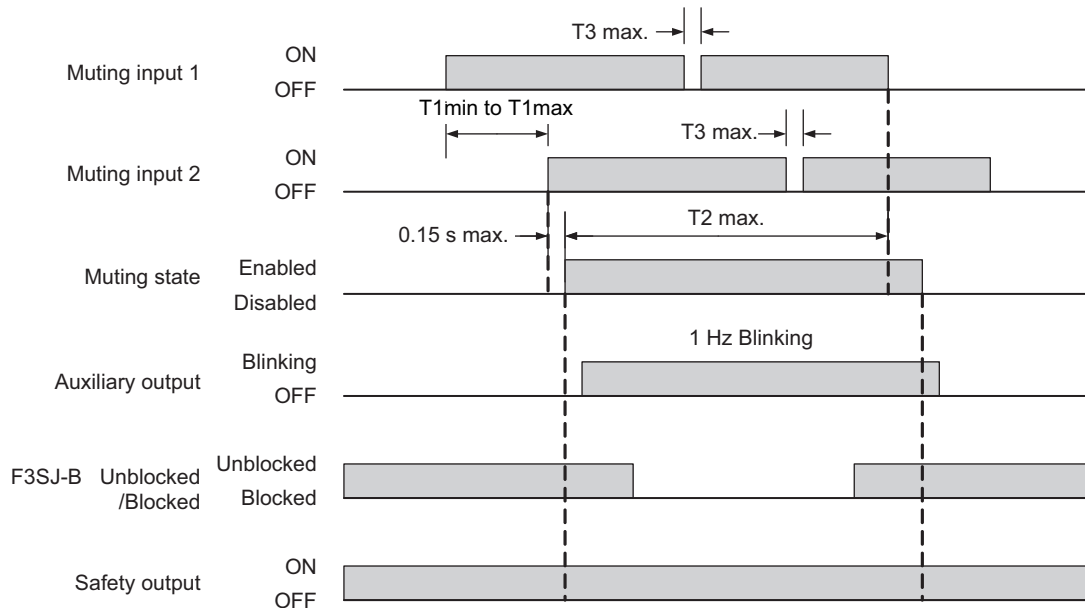 T3 max.
ON
Muting input 1
OFF
T1min to T1max
T3 max.
ON
Muting input 2
OFF
T2 max.
0.15 s max.
Enabled
Muting state
Disabled
1 Hz Blinking
Blinking
Auxiliary output
OFF
Unblocked
F3SJ-B Unblocked
/Blocked
Blocked
ON
Safety output
OFF